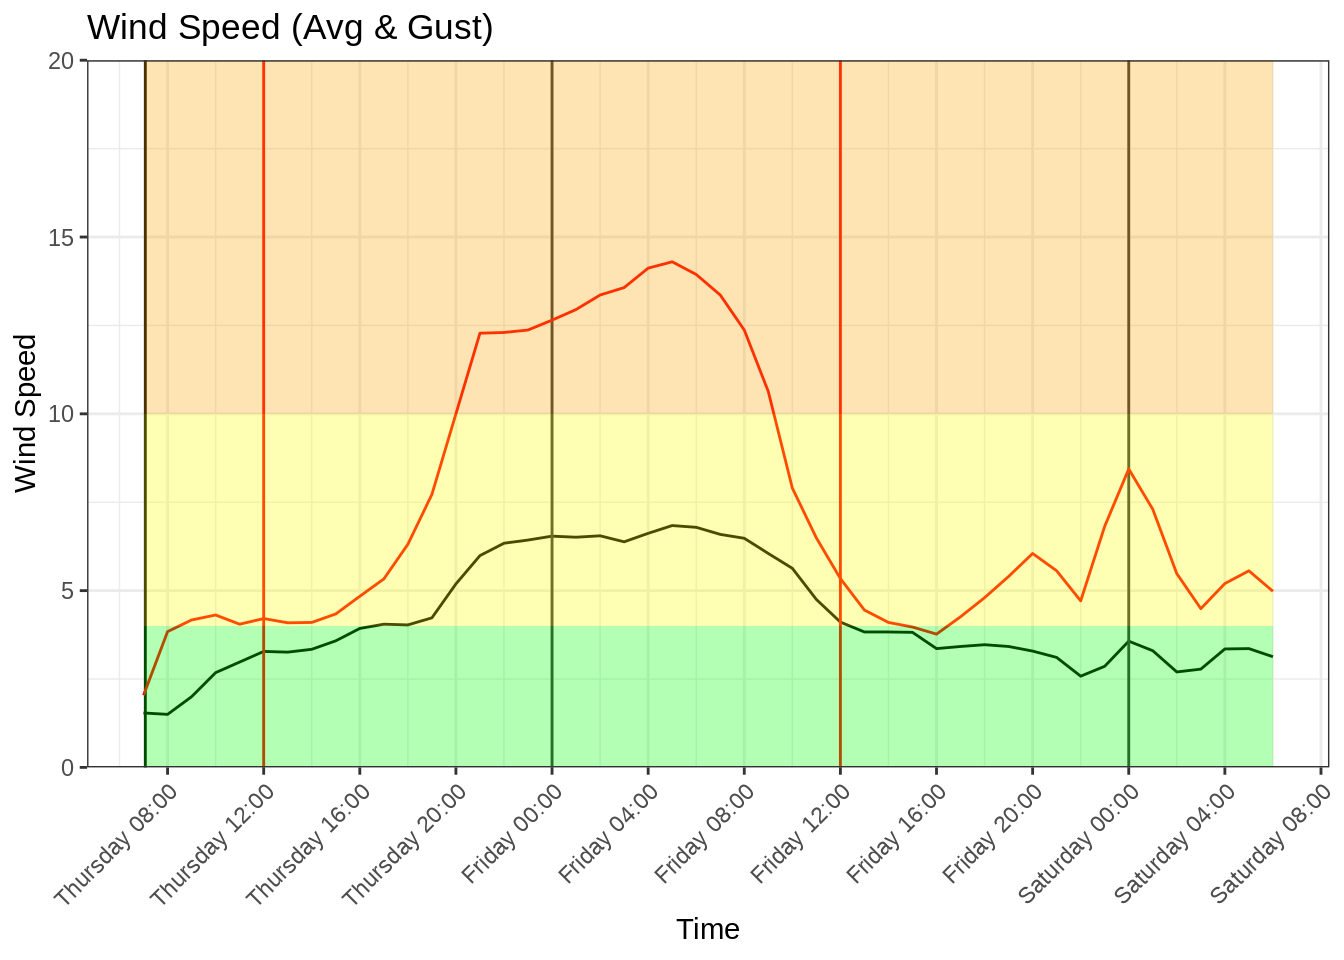 Wind Speed (Avg & Gust)
20
15
10
5
0
Wind Speed
Thursday 08:00
Thursday 12:00
Thursday 16:00
Thursday 20:00
Friday 00:00
Friday 04:00
Friday 08:00
Friday 12:00
Friday 16:00
Friday 20:00
Saturday 00:00
Saturday 04:00
Saturday 08:00
Time